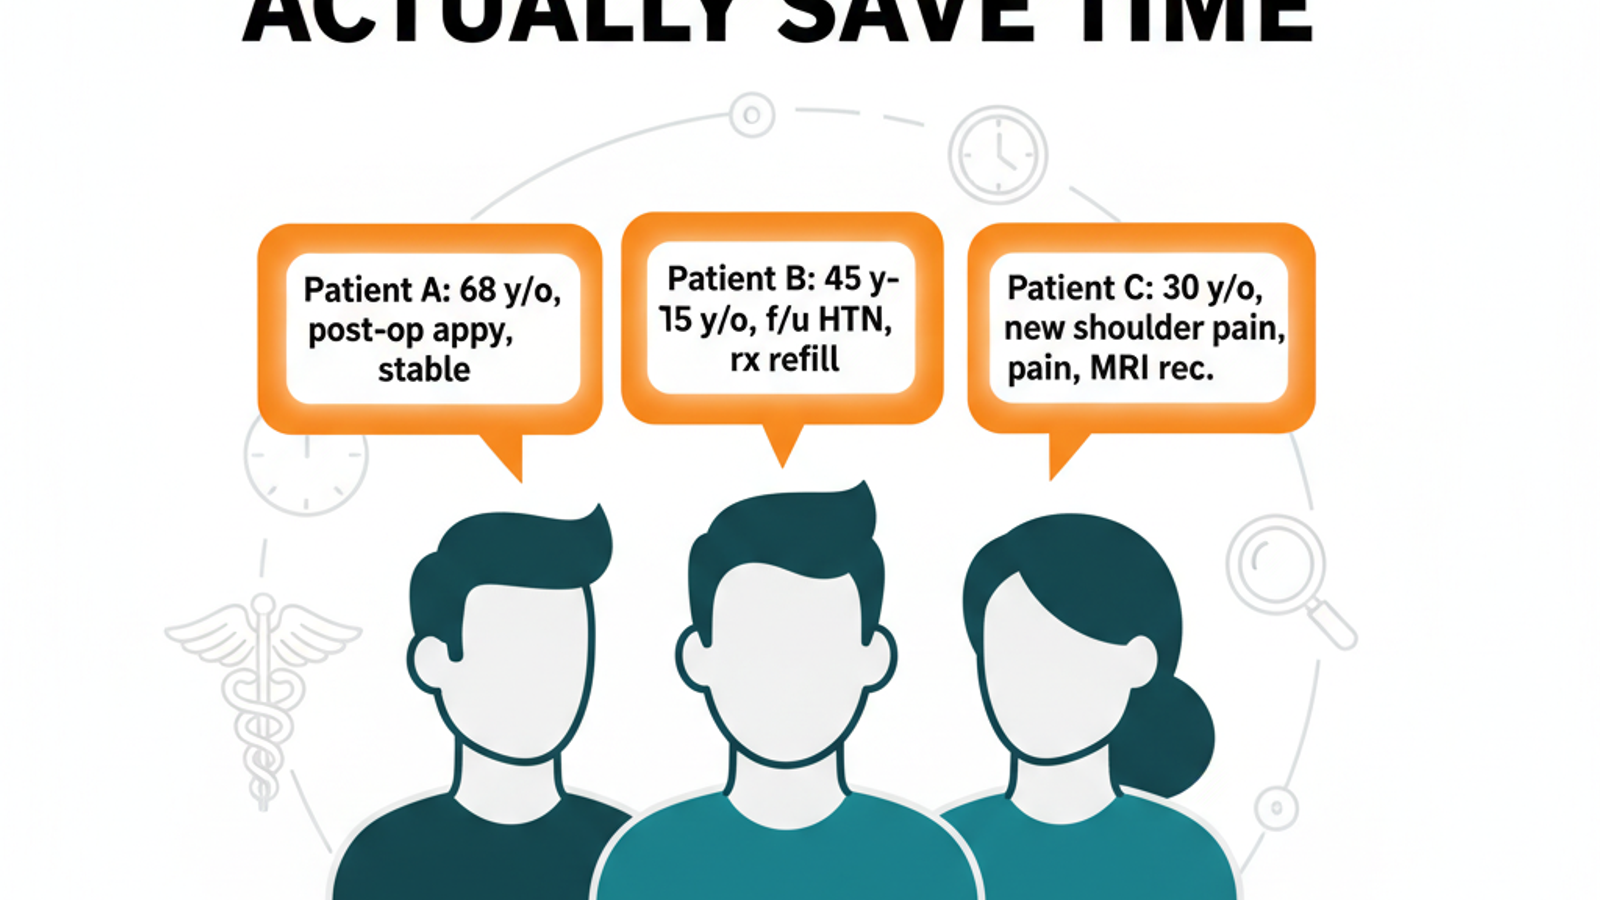 ACTUALLY SAVE TIME
Patient A: 68 y/o,
post-op appy,
stable
Patient B: 45 y-
15 y/o, f/u HTN,
rx refill
Patient C: 30 y/o,
new shoulder pain,
pain, MRI rec.